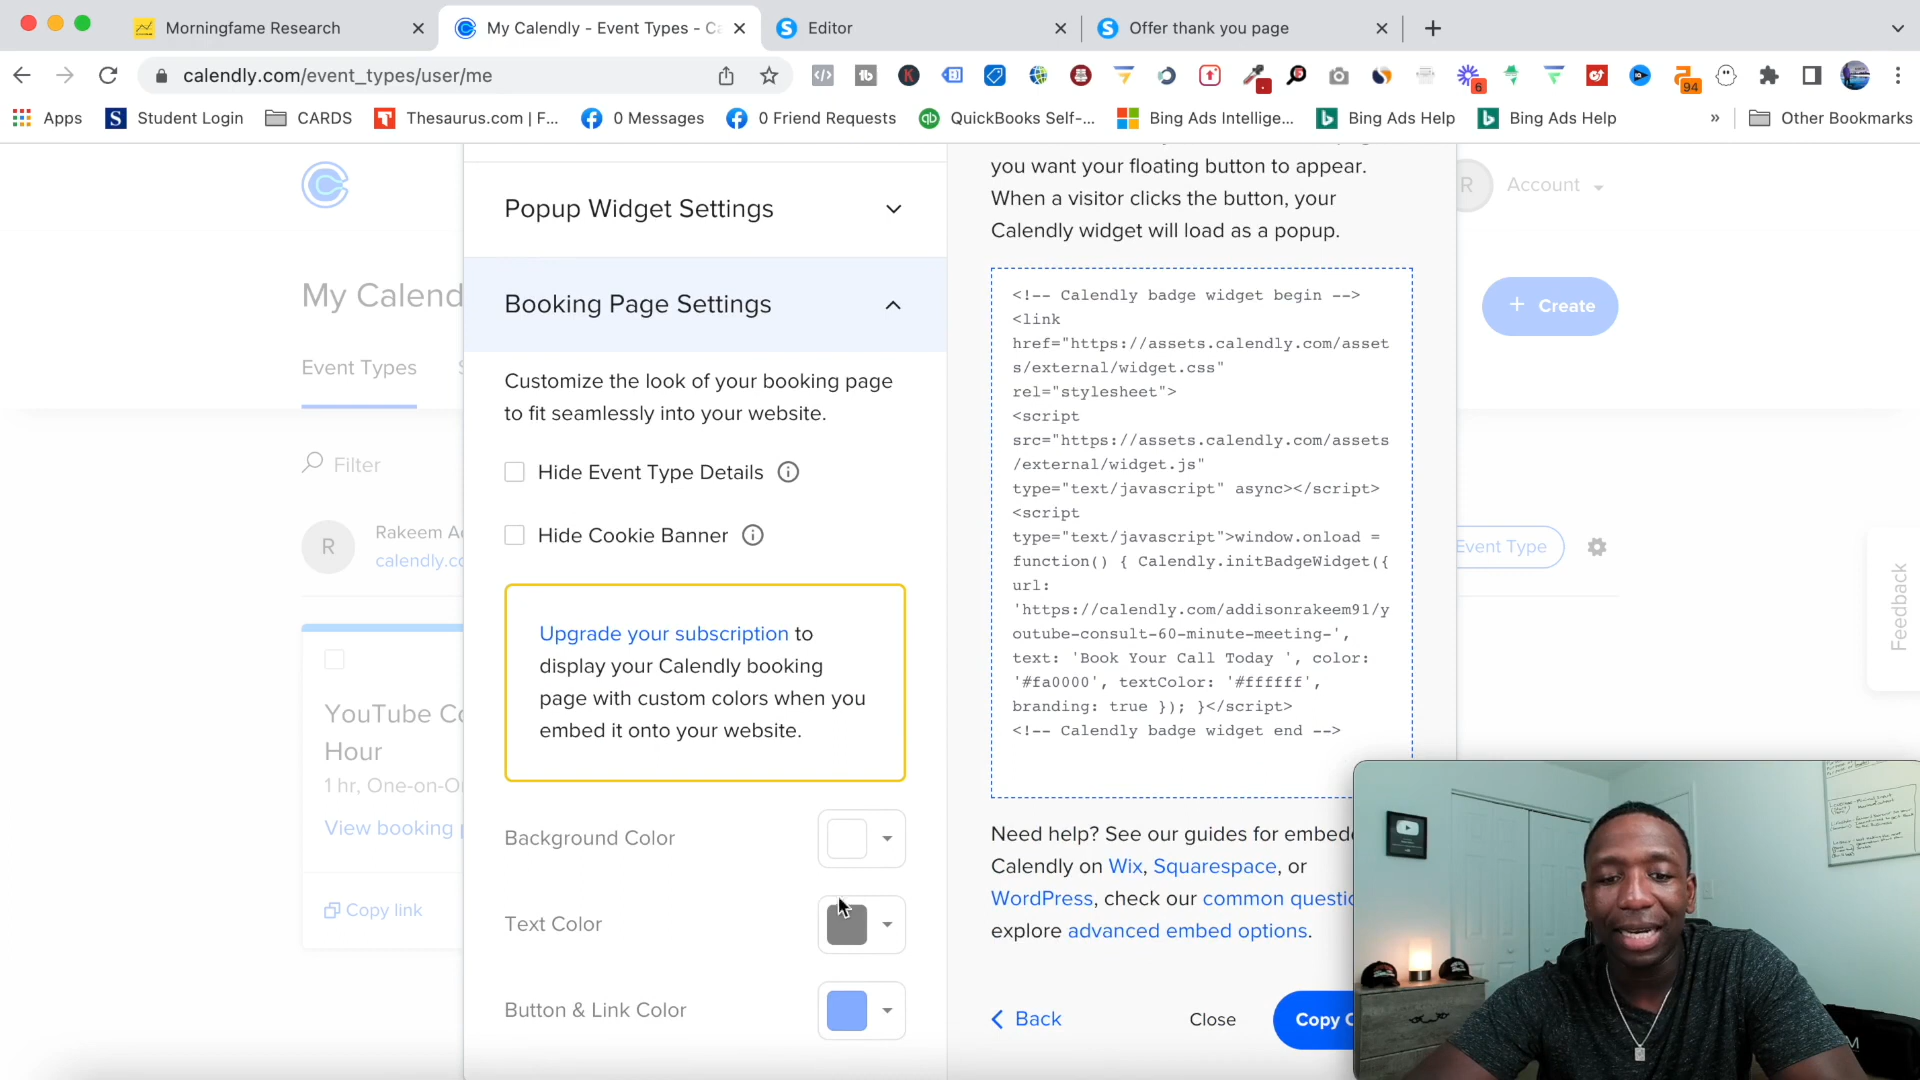 Morningfame Research
My Calendly - Event Types - Ca
Editor
Offer thank you page
calendly.com/event_types/user/me
6
94
Apps
Student Login
CARDS
Thesaurus.com | F...
0 Messages
0 Friend Requests
QuickBooks Self-...
Bing Ads Intellige...
Bing Ads Help
Bing Ads Help
»
Other Bookmarks
My Calend
Event Types
Filter
R
Rakeem Ad
calendly.co
YouTube Co
Hour
1 hr, One-on-O
View booking p
Copy link
Popup Widget Settings
Booking Page Settings
Customize the look of your booking page
to fit seamlessly into your website.
Hide Event Type Details
Hide Cookie Banner
Upgrade your subscription to
display your Calendly booking
page with custom colors when you
embed it onto your website.
Background Color
Text Color
Button & Link Color
you want your floating button to appear.
When a visitor clicks the button, your
Calendly widget will load as a popup.
<!-- Calendly badge widget begin -->
<link
href="https://assets.calendly.com/asset
s/external/widget.css"
rel="stylesheet">
<script
src="https://assets.calendly.com/assets
/external/widget.js"
type="text/javascript" async></script>
<script
type="text/javascript">window.onload =
function() { Calendly.initBadgeWidget({
url:
'https://calendly.com/addisonrakeem91/y
outube-consult-60-minute-meeting-',
text: 'Book Your Call Today ', color:
'#fa0000', textColor: '#ffffff',
branding: true }); }</script>
<!-- Calendly badge widget end -->
Need help? See our guides for embed
Calendly on Wix, Squarespace, or
WordPress, check our common questio
explore advanced embed options.
Back
Close
Copy C
R
Account
+ Create
Event Type
Feedback